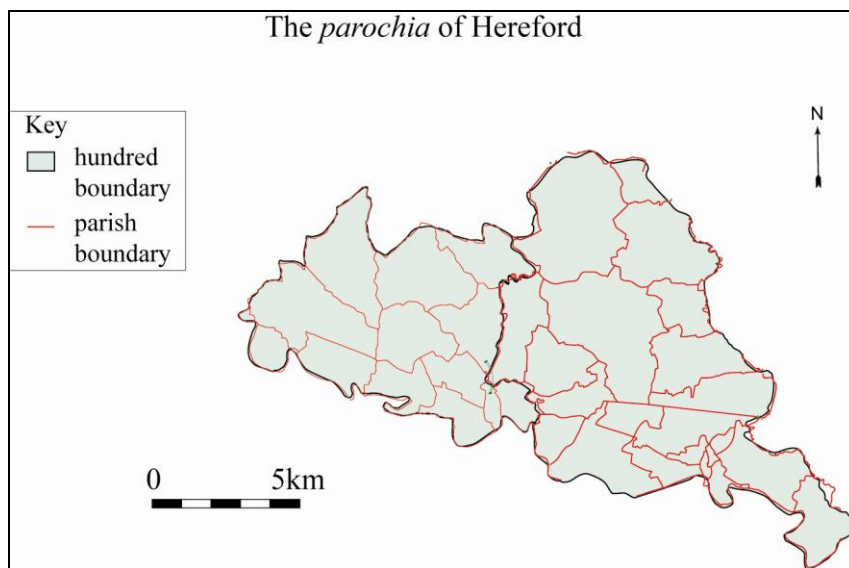 The parochia of Hereford
N
Key
hundred
boundary
parish
boundary
0 5km